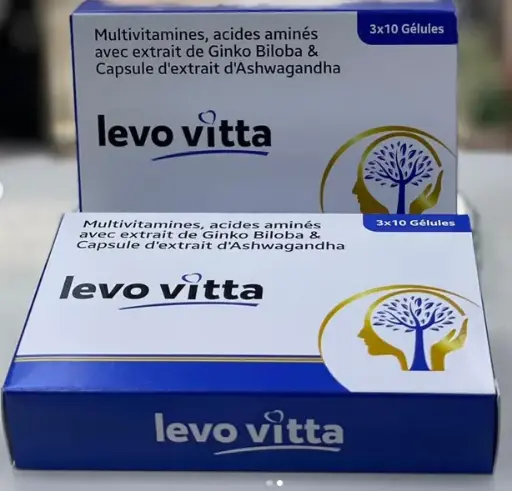 Multivitamines, acides aminés
avec extrait de Ginko Biloba &
Capsule d'extrait d'Ashwagandha
3x10 Gélules
levo vitta
Multivitamines, acides aminés
avec extrait de Ginko Biloba &
Capsule d'extrait d'Ashwagandha
3x10 Gélules
levo vitta
levo vitta